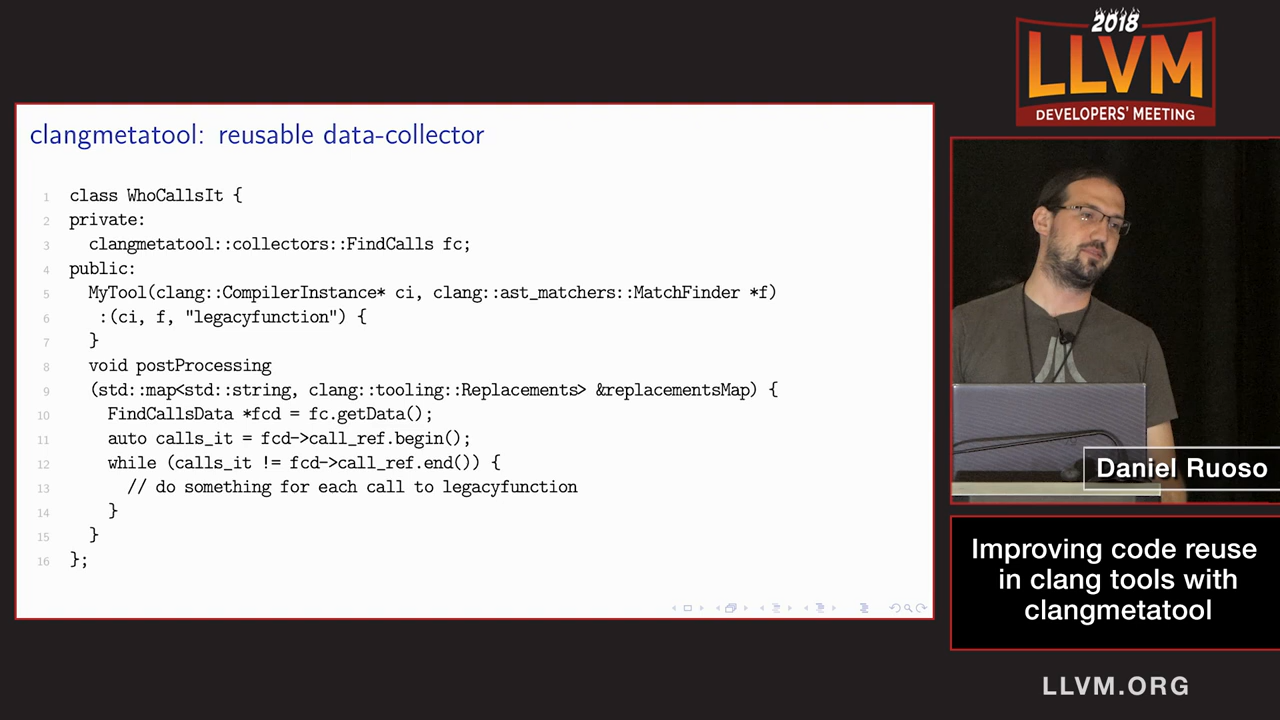 clangmetatool: reusable data-collector
1 class WhoCallsIt {
2 private:
3 clangmetatool::collectors::FindCalls fc;
4 public:
5 MyTool(clang::CompilerInstance* ci, clang::ast_matchers::MatchFinder *f)
6 :(ci, f, "legacyfunction") {
7 }
8 void postProcessing
9 (std::map<std::string, clang::tooling::Replacements> &replacementsMap) {
10 FindCallsData *fcd = fc.getData();
11 auto calls_it = fcd->call_ref.begin();
12 while (calls_it != fcd->call_ref.end()) {
13 // do something for each call to legacyfunction
14 }
15 }
16 };
2018
LLVM
DEVELOPERS' MEETING
Daniel Ruoso
Improving code reuse
in clang tools with
clangmetatool
LLVM.ORG